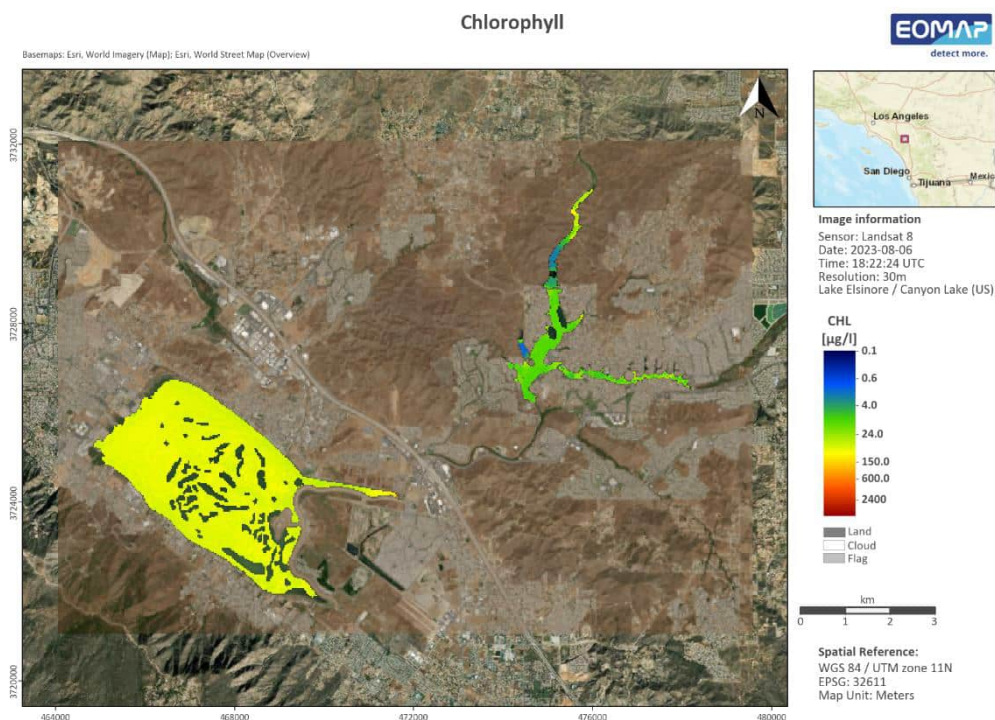 Chlorophyll
EOMAP
detect more.
Basemaps: Esri, World Imagery (Map); Esri, World Street Map (Overview)
N
3732000
3728000
3724000
3720000
464000
468000
472000
476000
480000
Los Angeles
San Diego
Tijuana
Mexic
Image information
Sensor: Landsat 8
Date: 2023-08-06
Time: 18:22:24 UTC
Resolution: 30m
Lake Elsinore / Canyon Lake (US)
CHL
[µg/l]
0.1
0.6
4.0
24.0
150.0
600.0
2400
Land
Cloud
Flag
km
0 1 2 3
Spatial Reference:
WGS 84 / UTM zone 11N
EPSG: 32611
Map Unit: Meters